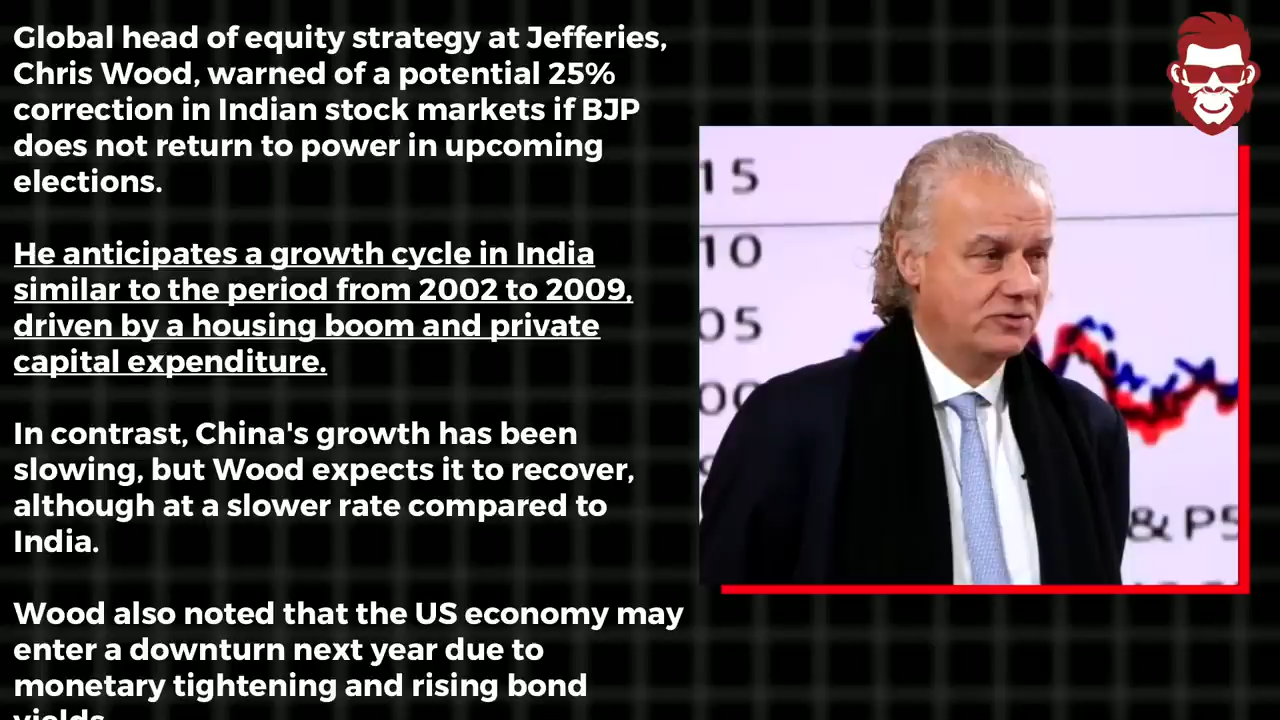 Global head of equity strategy at Jefferies,
Chris Wood, warned of a potential 25%
correction in Indian stock markets if BJP
does not return to power in upcoming
elections.
He anticipates a growth cycle in India
similar to the period from 2002 to 2009,
driven by a housing boom and private
capital expenditure.
In contrast, China's growth has been
slowing, but Wood expects it to recover,
although at a slower rate compared to
India.
Wood also noted that the US economy may
enter a downturn next year due to
monetary tightening and rising bond
yields.
15
10
05
00
& P5